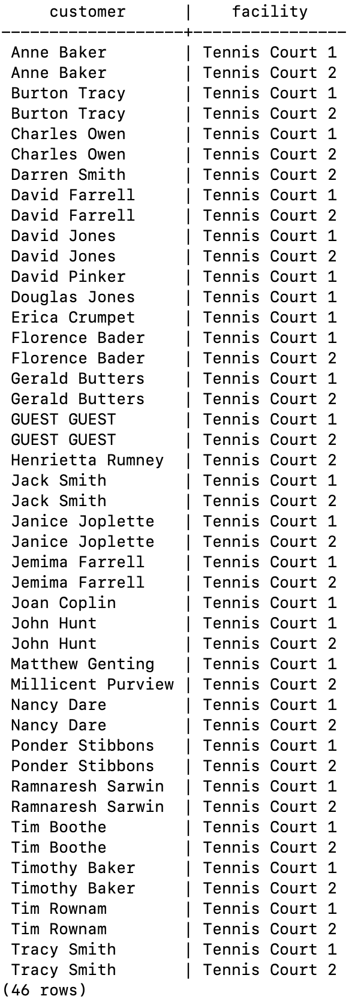 customer | facility
-------------------+----------------
Anne Baker | Tennis Court 1
Anne Baker | Tennis Court 2
Burton Tracy | Tennis Court 1
Burton Tracy | Tennis Court 2
Charles Owen | Tennis Court 1
Charles Owen | Tennis Court 2
Darren Smith | Tennis Court 2
David Farrell | Tennis Court 1
David Farrell | Tennis Court 2
David Jones | Tennis Court 1
David Jones | Tennis Court 2
David Pinker | Tennis Court 1
Douglas Jones | Tennis Court 1
Erica Crumpet | Tennis Court 1
Florence Bader | Tennis Court 1
Florence Bader | Tennis Court 2
Gerald Butters | Tennis Court 1
Gerald Butters | Tennis Court 2
GUEST GUEST | Tennis Court 1
GUEST GUEST | Tennis Court 2
Henrietta Rumney | Tennis Court 2
Jack Smith | Tennis Court 1
Jack Smith | Tennis Court 2
Janice Joplette | Tennis Court 1
Janice Joplette | Tennis Court 2
Jemima Farrell | Tennis Court 1
Jemima Farrell | Tennis Court 2
Joan Coplin | Tennis Court 1
John Hunt | Tennis Court 1
John Hunt | Tennis Court 2
Matthew Genting | Tennis Court 1
Millicent Purview | Tennis Court 2
Nancy Dare | Tennis Court 1
Nancy Dare | Tennis Court 2
Ponder Stibbons | Tennis Court 1
Ponder Stibbons | Tennis Court 2
Ramnaresh Sarwin | Tennis Court 1
Ramnaresh Sarwin | Tennis Court 2
Tim Boothe | Tennis Court 1
Tim Boothe | Tennis Court 2
Timothy Baker | Tennis Court 1
Timothy Baker | Tennis Court 2
Tim Rownam | Tennis Court 1
Tim Rownam | Tennis Court 2
Tracy Smith | Tennis Court 1
Tracy Smith | Tennis Court 2
(46 rows)